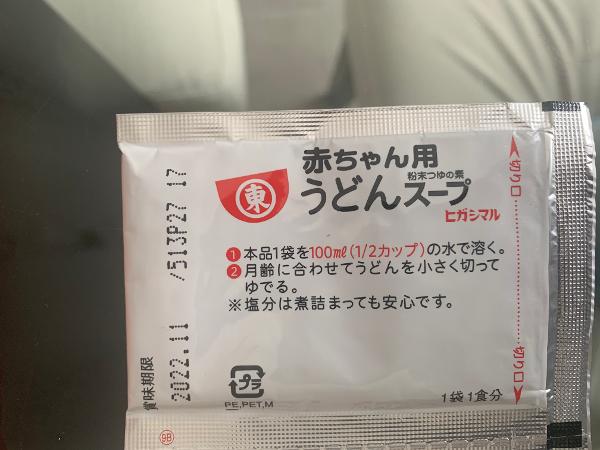 東
赤ちゃん用
粉末つゆの素
うどんスープ
ヒガシマル
切り口
❶本品1袋を100mℓ(1/2カップ)の水で溶く。
❷月齢に合わせてうどんを小さく切って
ゆでる。
※塩分は煮詰まっても安心です。
プラ
PE,PET,M
1袋1食分
切り口
賞味期限
2022.11 /513P27 17
9B